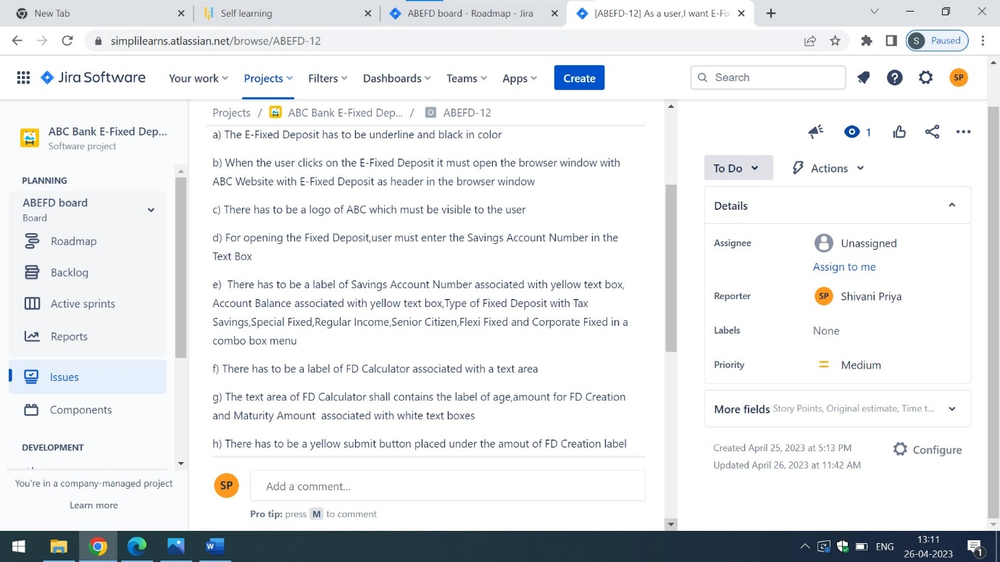 New Tab
Self learning
ABEFD board - Roadmap - Jira
[ABEFD-12] As a user,I want E-Fix
simplilearns.atlassian.net/browse/ABEFD-12
S Paused
Jira Software
Your work
Projects
Filters
Dashboards
Teams
Apps
Create
Search
SP
ABC Bank E-Fixed Dep...
Software project
PLANNING
ABEFD board
Board
Roadmap
Backlog
Active sprints
Reports
Issues
Components
DEVELOPMENT
You're in a company-managed project
Learn more
Projects / ABC Bank E-Fixed Dep... / ABEFD-12
a) The E-Fixed Deposit has to be underline and black in color
b) When the user clicks on the E-Fixed Deposit it must open the browser window with
ABC Website with E-Fixed Deposit as header in the browser window
c) There has to be a logo of ABC which must be visible to the user
d) For opening the Fixed Deposit,user must enter the Savings Account Number in the
Text Box
e)  There has to be a label of Savings Account Number associated with yellow text box,
Account Balance associated with yellow text box,Type of Fixed Deposit with Tax
Savings,Special Fixed,Regular Income,Senior Citizen,Flexi Fixed and Corporate Fixed in a
combo box menu
f) There has to be a label of FD Calculator associated with a text area
g) The text area of FD Calculator shall contains the label of age,amount for FD Creation
and Maturity Amount  associated with white text boxes
h) There has to be a yellow submit button placed under the amout of FD Creation label
SP
Add a comment...
Pro tip: press M to comment
1
To Do
Actions
Details
Assignee
Unassigned
Assign to me
Reporter
SP Shivani Priya
Labels
None
Priority
Medium
More fields Story Points, Original estimate, Time t...
Created April 25, 2023 at 5:13 PM
Updated April 26, 2023 at 11:42 AM
Configure
ENG
13:11
26-04-2023
1